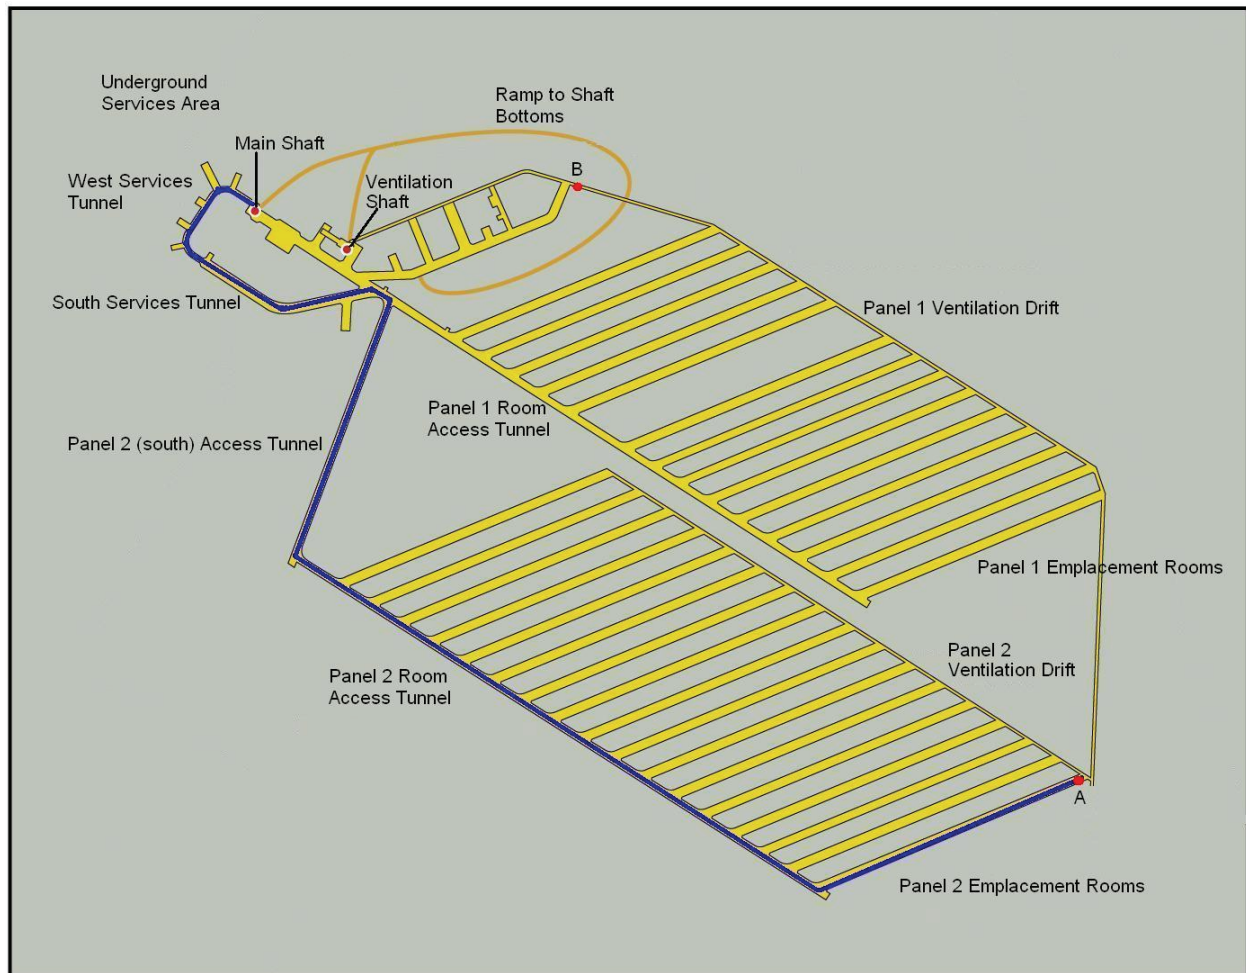 Underground
Services Area
Ramp to Shaft
Bottoms
Main Shaft
B
West Services
Tunnel
Ventilation
Shaft
South Services Tunnel
Panel 1 Ventilation Drift
Panel 1 Room
Access Tunnel
Panel 2 (south) Access Tunnel
Panel 1 Emplacement Rooms
Panel 2
Ventilation Drift
Panel 2 Room
Access Tunnel
A
Panel 2 Emplacement Rooms